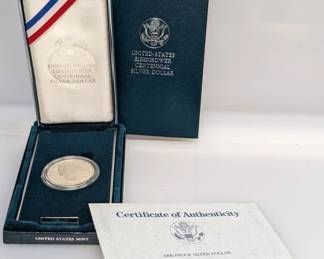 UNITED STATES
EISENHOWER
CENTENNIAL
SILVER DOLLAR
UNITED STATES
EISENHOWER
CENTENNIAL
SILVER DOLLAR
UNITED STATES MINT
Certificate of Authenticity
1990 PROOF SILVER DOLLAR